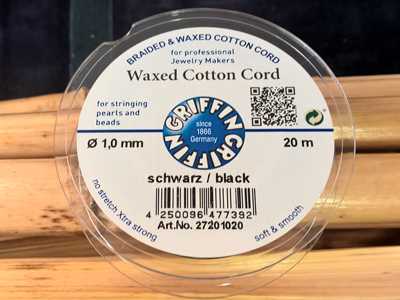 BRAIDED & WAXED COTTON CORD
for professional
Jewelry Makers
Waxed Cotton Cord
for stringing
pearls and
beads
GRIFFIN GRIFFIN
since
1866
Germany
Ø 1,0 mm
20 m
schwarz / black
4 250096 477392
Art.No. 27201020
no stretch Xtra strong
soft & smooth